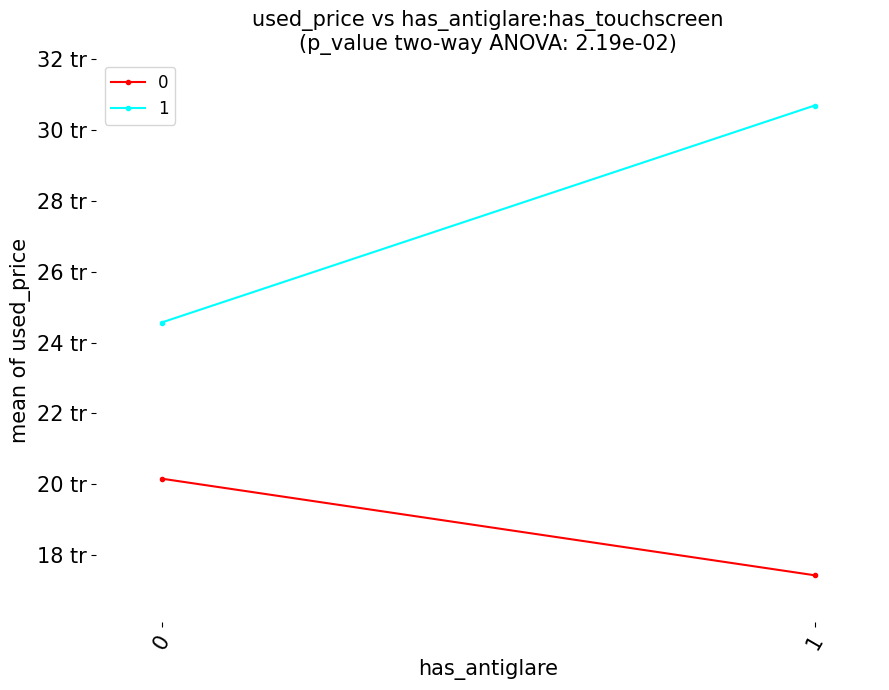 used_price vs has_antiglare:has_touchscreen
(p_value two-way ANOVA: 2.19e-02)
32 tr
30 tr
28 tr
26 tr
24 tr
22 tr
20 tr
18 tr
mean of used_price
0
1
0
1
has_antiglare